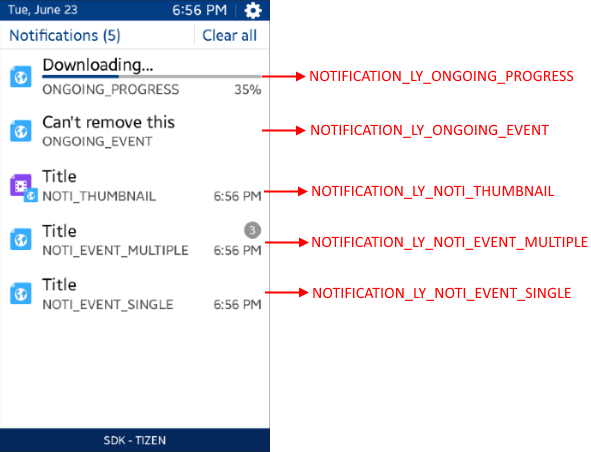 Tue, June 23 6:56 PM
Notifications (5) Clear all
Downloading...
ONGOING_PROGRESS 35%
NOTIFICATION_LY_ONGOING_PROGRESS
Can't remove this
ONGOING_EVENT
NOTIFICATION_LY_ONGOING_EVENT
Title
NOTI_THUMBNAIL 6:56 PM
NOTIFICATION_LY_NOTI_THUMBNAIL
Title 3
NOTI_EVENT_MULTIPLE 6:56 PM
NOTIFICATION_LY_NOTI_EVENT_MULTIPLE
Title
NOTI_EVENT_SINGLE 6:56 PM
NOTIFICATION_LY_NOTI_EVENT_SINGLE
SDK - TIZEN